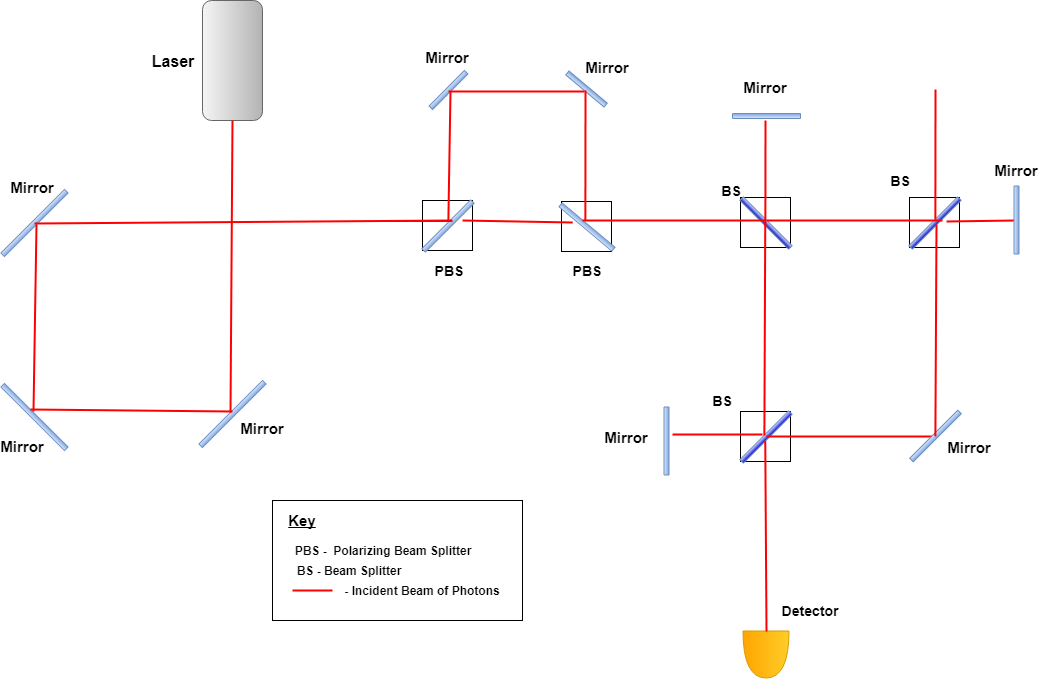 Laser
Mirror
Mirror
Mirror
Mirror
Mirror
BS
BS
Mirror
PBS
PBS
BS
Mirror
Mirror
Mirror
Mirror
Key
PBS - Polarizing Beam Splitter
BS - Beam Splitter
- Incident Beam of Photons
Detector